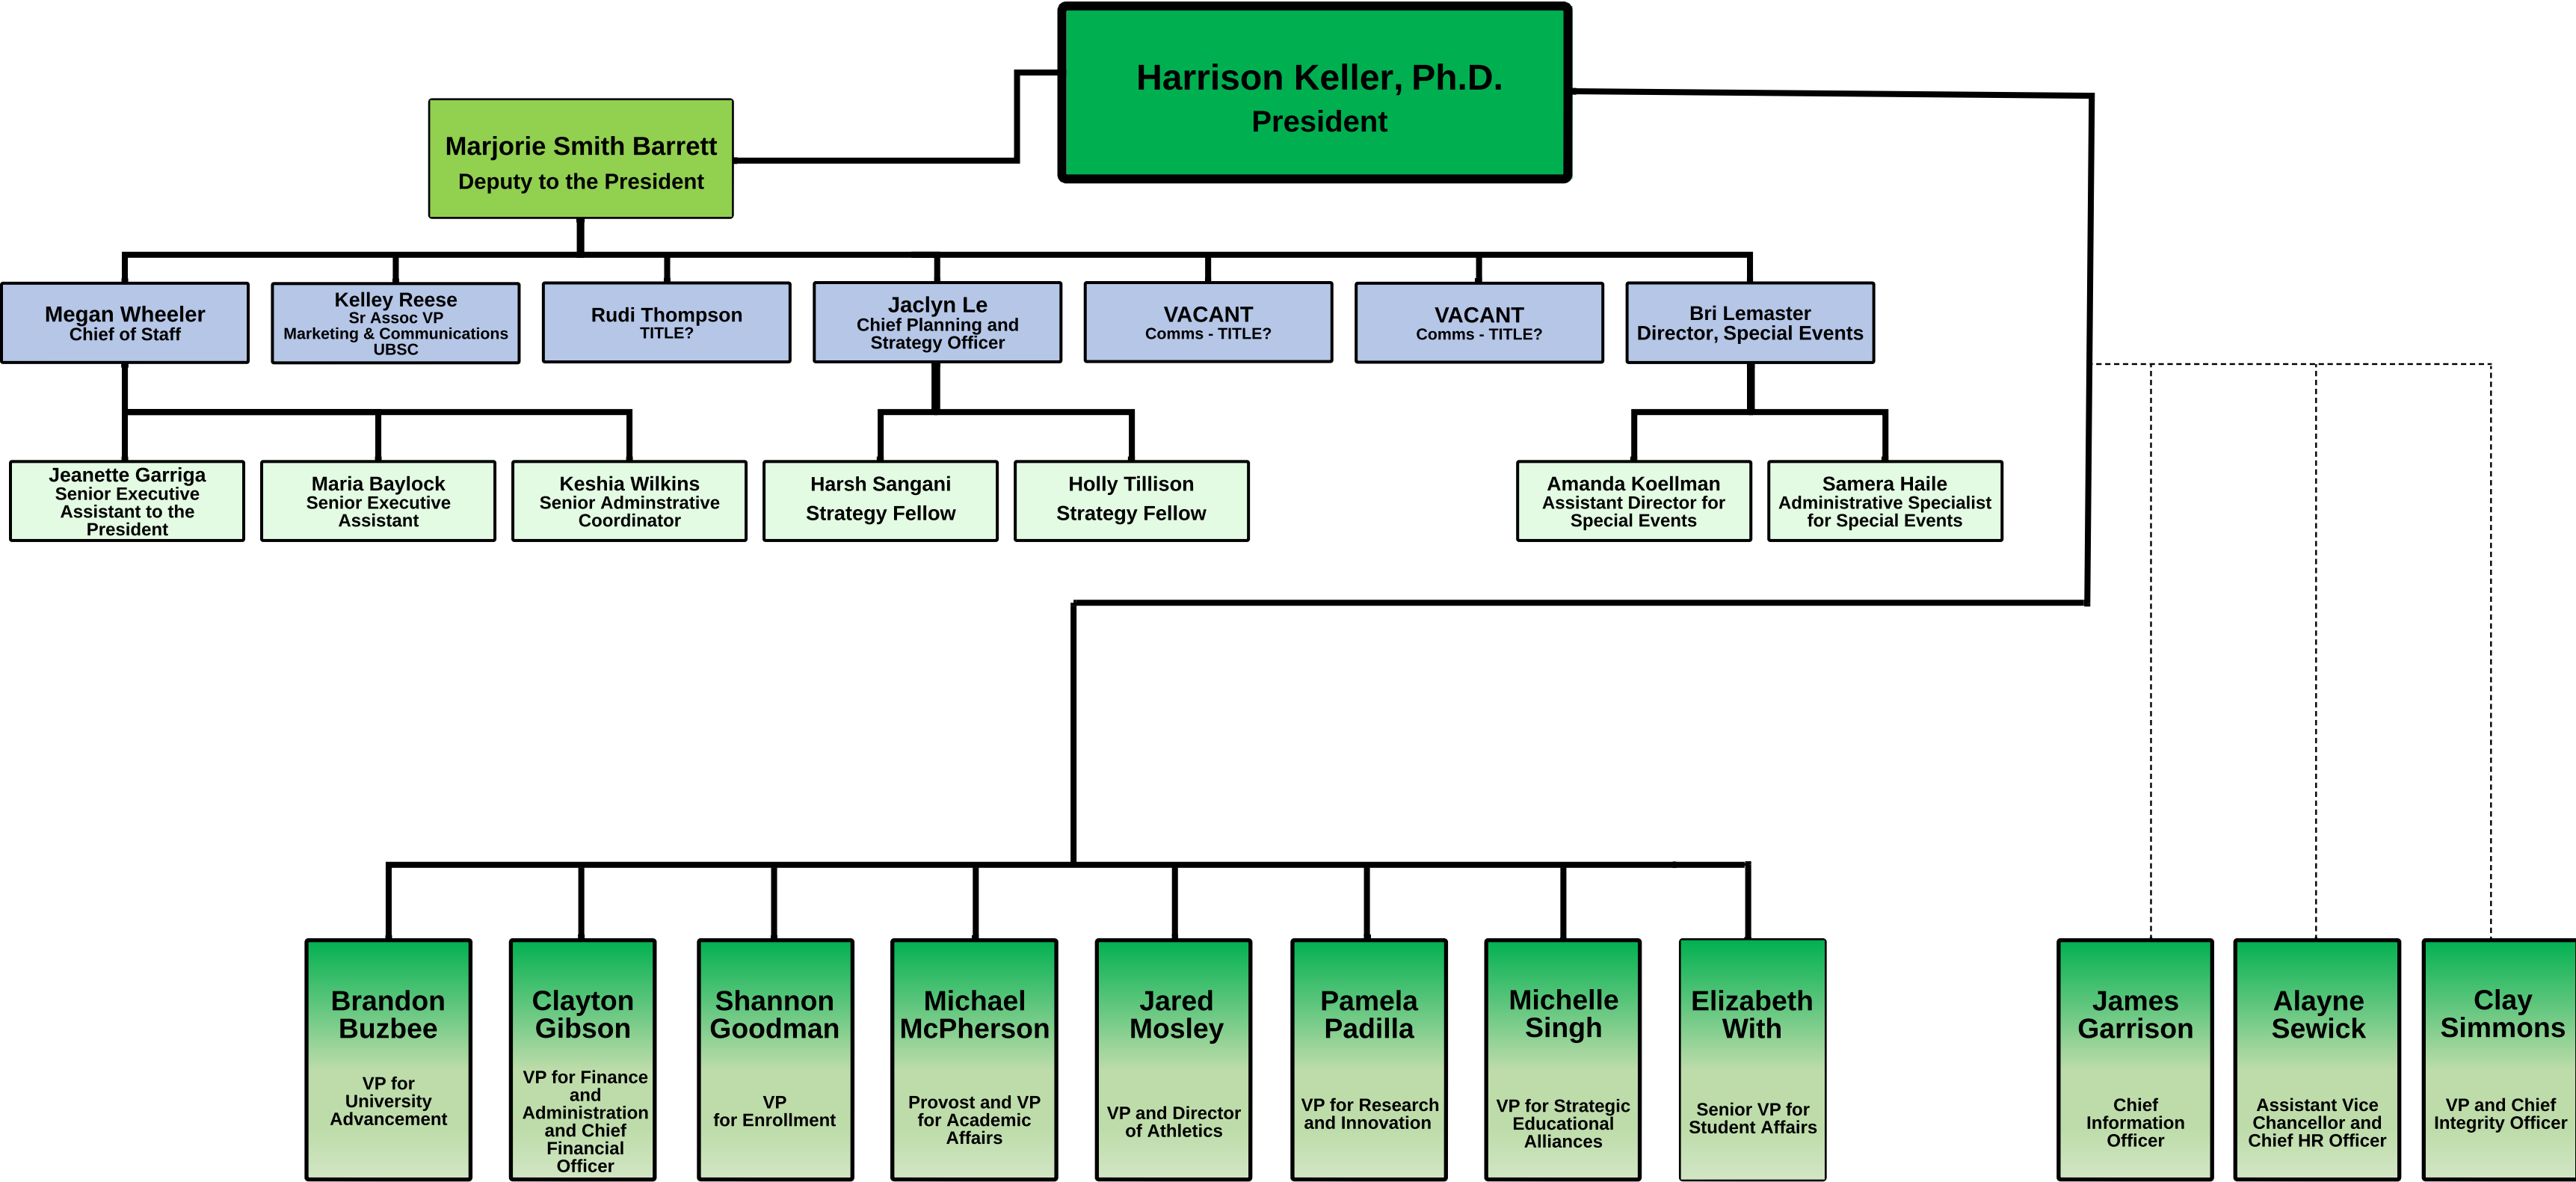 Harrison Keller, Ph.D.
President
Marjorie Smith Barrett
Deputy to the President
Megan Wheeler
Chief of Staff
Kelley Reese
Sr Assoc VP
Marketing & Communications
UBSC
Rudi Thompson
TITLE?
Jaclyn Le
Chief Planning and
Strategy Officer
VACANT
Comms - TITLE?
VACANT
Comms - TITLE?
Bri Lemaster
Director, Special Events
Jeanette Garriga
Senior Executive
Assistant to the
President
Maria Baylock
Senior Executive
Assistant
Keshia Wilkins
Senior Adminstrative
Coordinator
Harsh Sangani
Strategy Fellow
Holly Tillison
Strategy Fellow
Amanda Koellman
Assistant Director for
Special Events
Samera Haile
Administrative Specialist
for Special Events
Brandon
Buzbee
VP for
University
Advancement
Clayton
Gibson
VP for Finance
and
Administration
and Chief
Financial
Officer
Shannon
Goodman
VP
for Enrollment
Michael
McPherson
Provost and VP
for Academic
Affairs
Jared
Mosley
VP and Director
of Athletics
Pamela
Padilla
VP for Research
and Innovation
Michelle
Singh
VP for Strategic
Educational
Alliances
Elizabeth
With
Senior VP for
Student Affairs
James
Garrison
Chief
Information
Officer
Alayne
Sewick
Assistant Vice
Chancellor and
Chief HR Officer
Clay
Simmons
VP and Chief
Integrity Officer